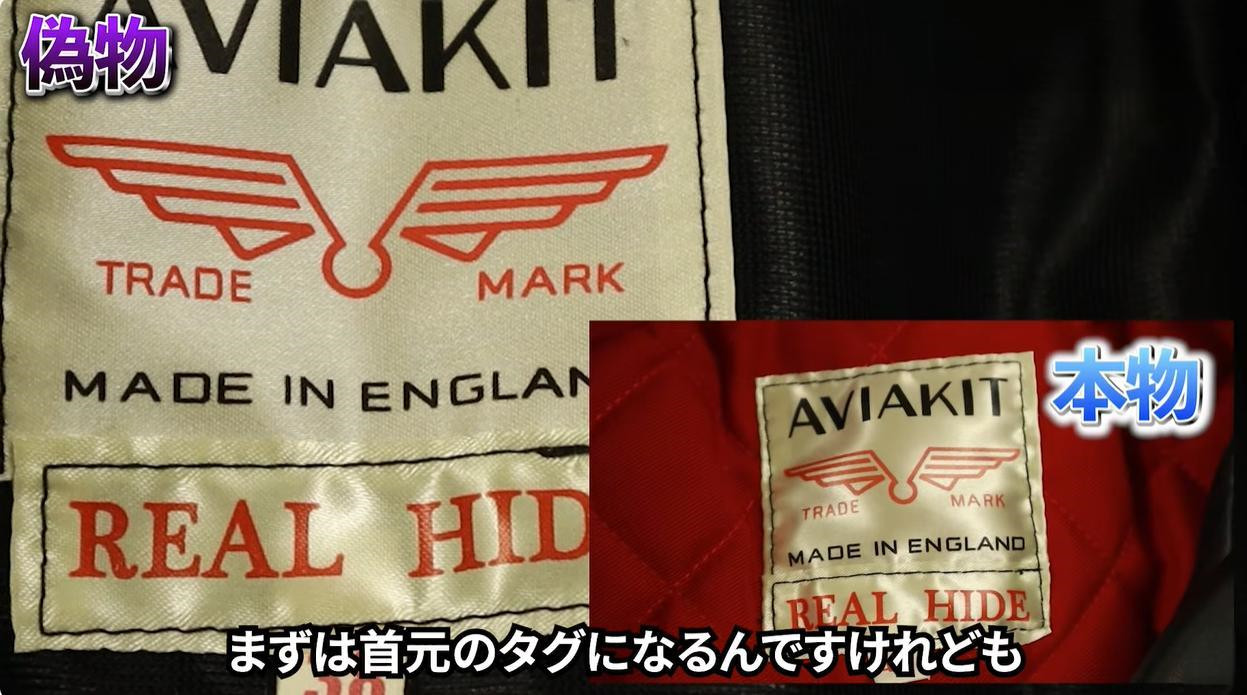 偽物
AVIAKIT
TRADE MARK
MADE IN ENGLAN
REAL HID
本物
AVIAKIT
TRADE MARK
MADE IN ENGLAND
REAL HIDE
まずは首元のタグになるんですけれども
38